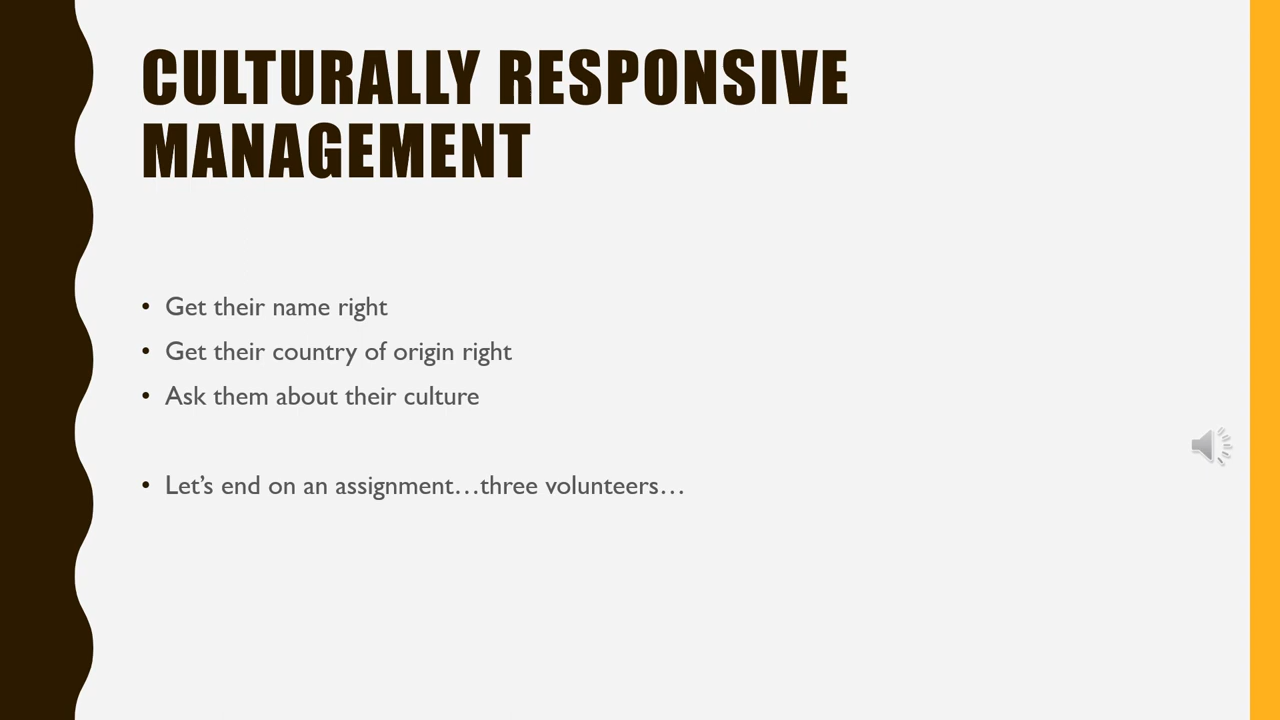 CULTURALLY RESPONSIVE
MANAGEMENT
• Get their name right
• Get their country of origin right
• Ask them about their culture
• Let’s end on an assignment…three volunteers…